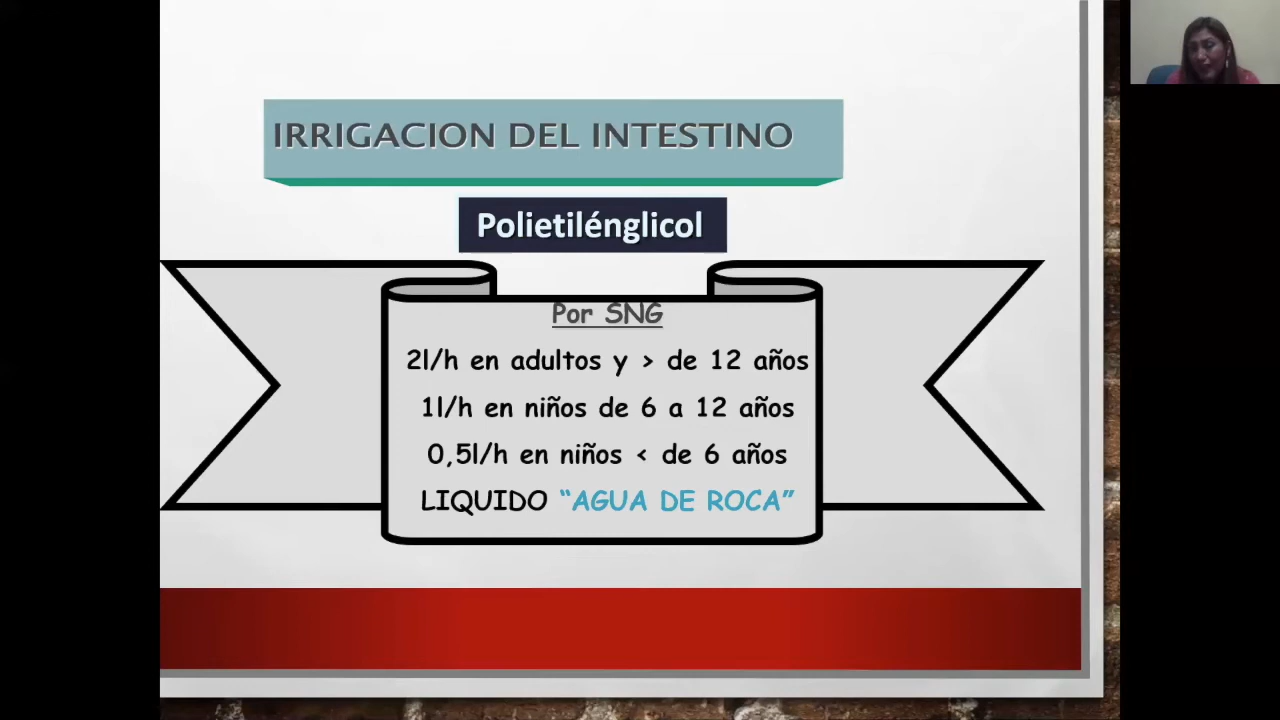 IRRIGACION DEL INTESTINO
Polietilénglicol
Por SNG
2l/h en adultos y > de 12 años
1l/h en niños de 6 a 12 años
0,5l/h en niños < de 6 años
LIQUIDO “AGUA DE ROCA”